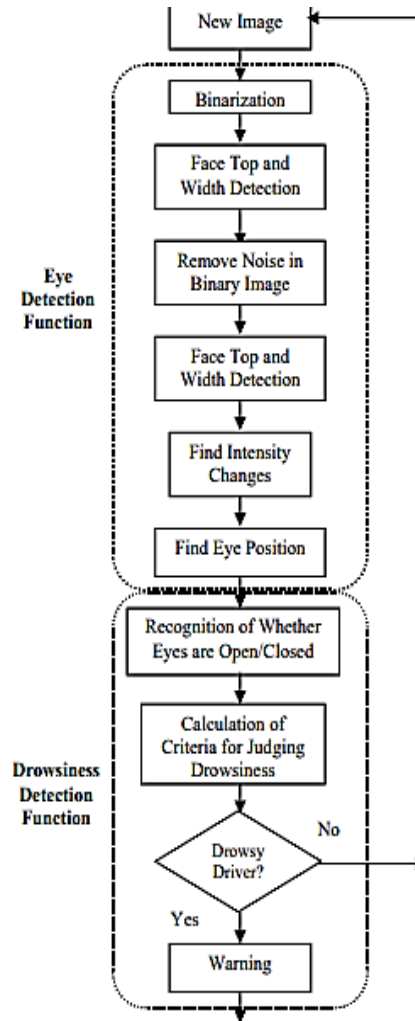 New Image
Binarization
Face Top and
Width Detection
Remove Noise in
Binary Image
Eye
Detection
Function
Face Top and
Width Detection
Find Intensity
Changes
Find Eye Position
Recognition of Whether
Eyes are Open/Closed
Calculation of
Criteria for Judging
Drowsiness
Drowsiness
Detection
Function
No
Drowsy
Driver?
Yes
Warning